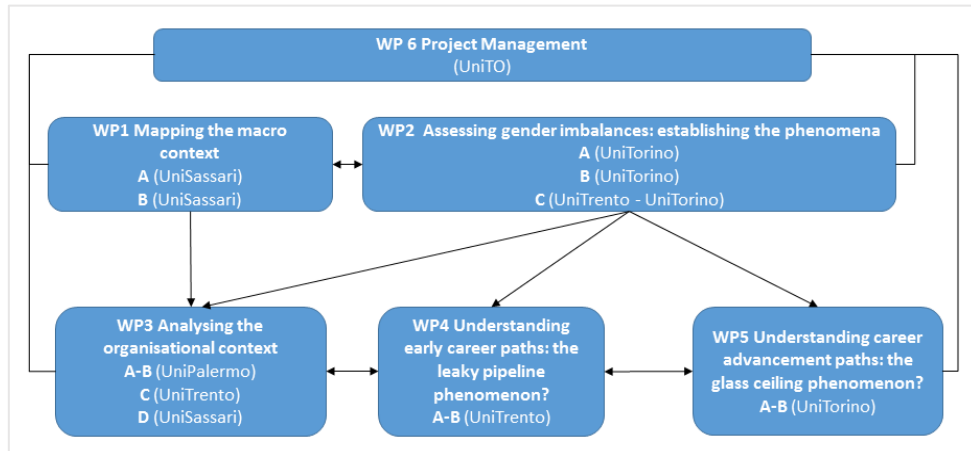 WP 6 Project Management
(UniTO)
WP1 Mapping the macro
context
A (UniSassari)
B (UniSassari)
WP2 Assessing gender imbalances: establishing the phenomena
A (UniTorino)
B (UniTorino)
C (UniTrento - UniTorino)
WP3 Analysing the
organisational context
A-B (UniPalermo)
C (UniTrento)
D (UniSassari)
WP4 Understanding
early career paths: the
leaky pipeline
phenomenon?
A-B (UniTrento)
WP5 Understanding career
advancement paths: the
glass ceiling phenomenon?
A-B (UniTorino)